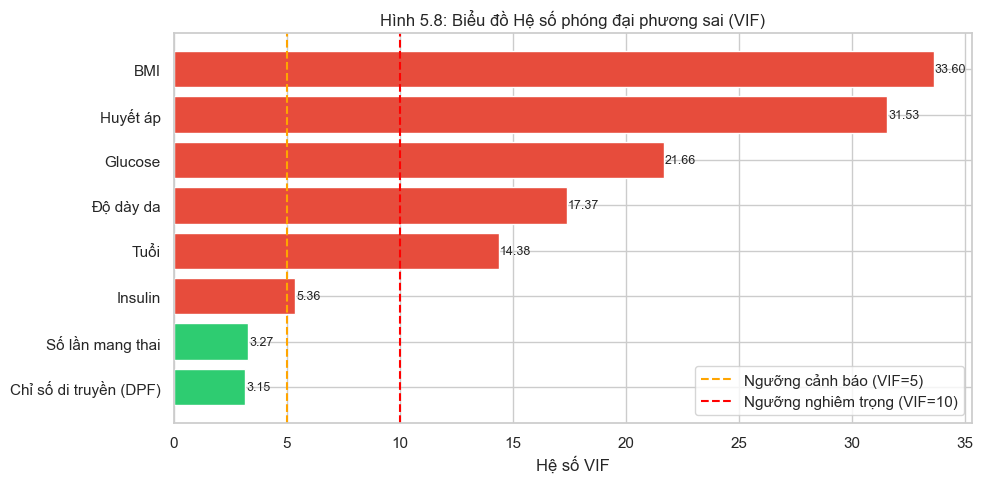 Hình 5.8: Biểu đồ Hệ số phóng đại phương sai (VIF)
BMI
33.60
Huyết áp
31.53
Glucose
21.66
Độ dày da
17.37
Tuổi
14.38
Insulin
5.36
Số lần mang thai
3.27
Chỉ số di truyền (DPF)
3.15
Ngưỡng cảnh báo (VIF=5)
Ngưỡng nghiêm trọng (VIF=10)
0 5 10 15 20 25 30 35
Hệ số VIF